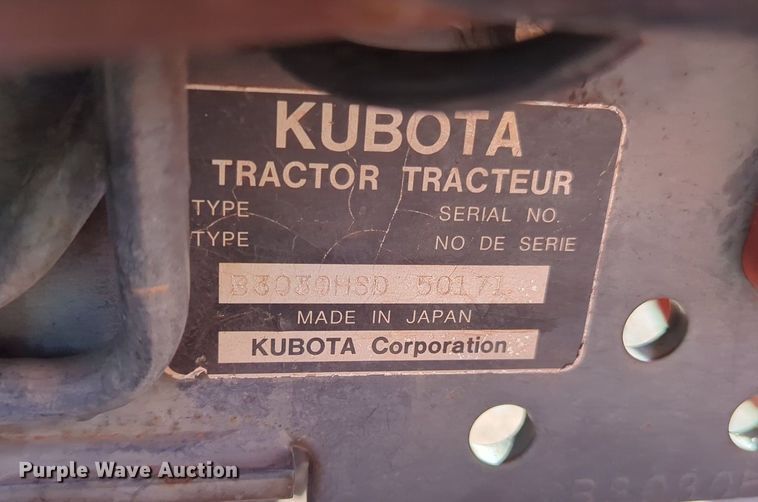 KUBOTA
TRACTOR TRACTEUR
TYPE SERIAL NO.
TYPE NO DE SERIE
B3030HSD 50171
MADE IN JAPAN
KUBOTA Corporation
Purple Wave Auction